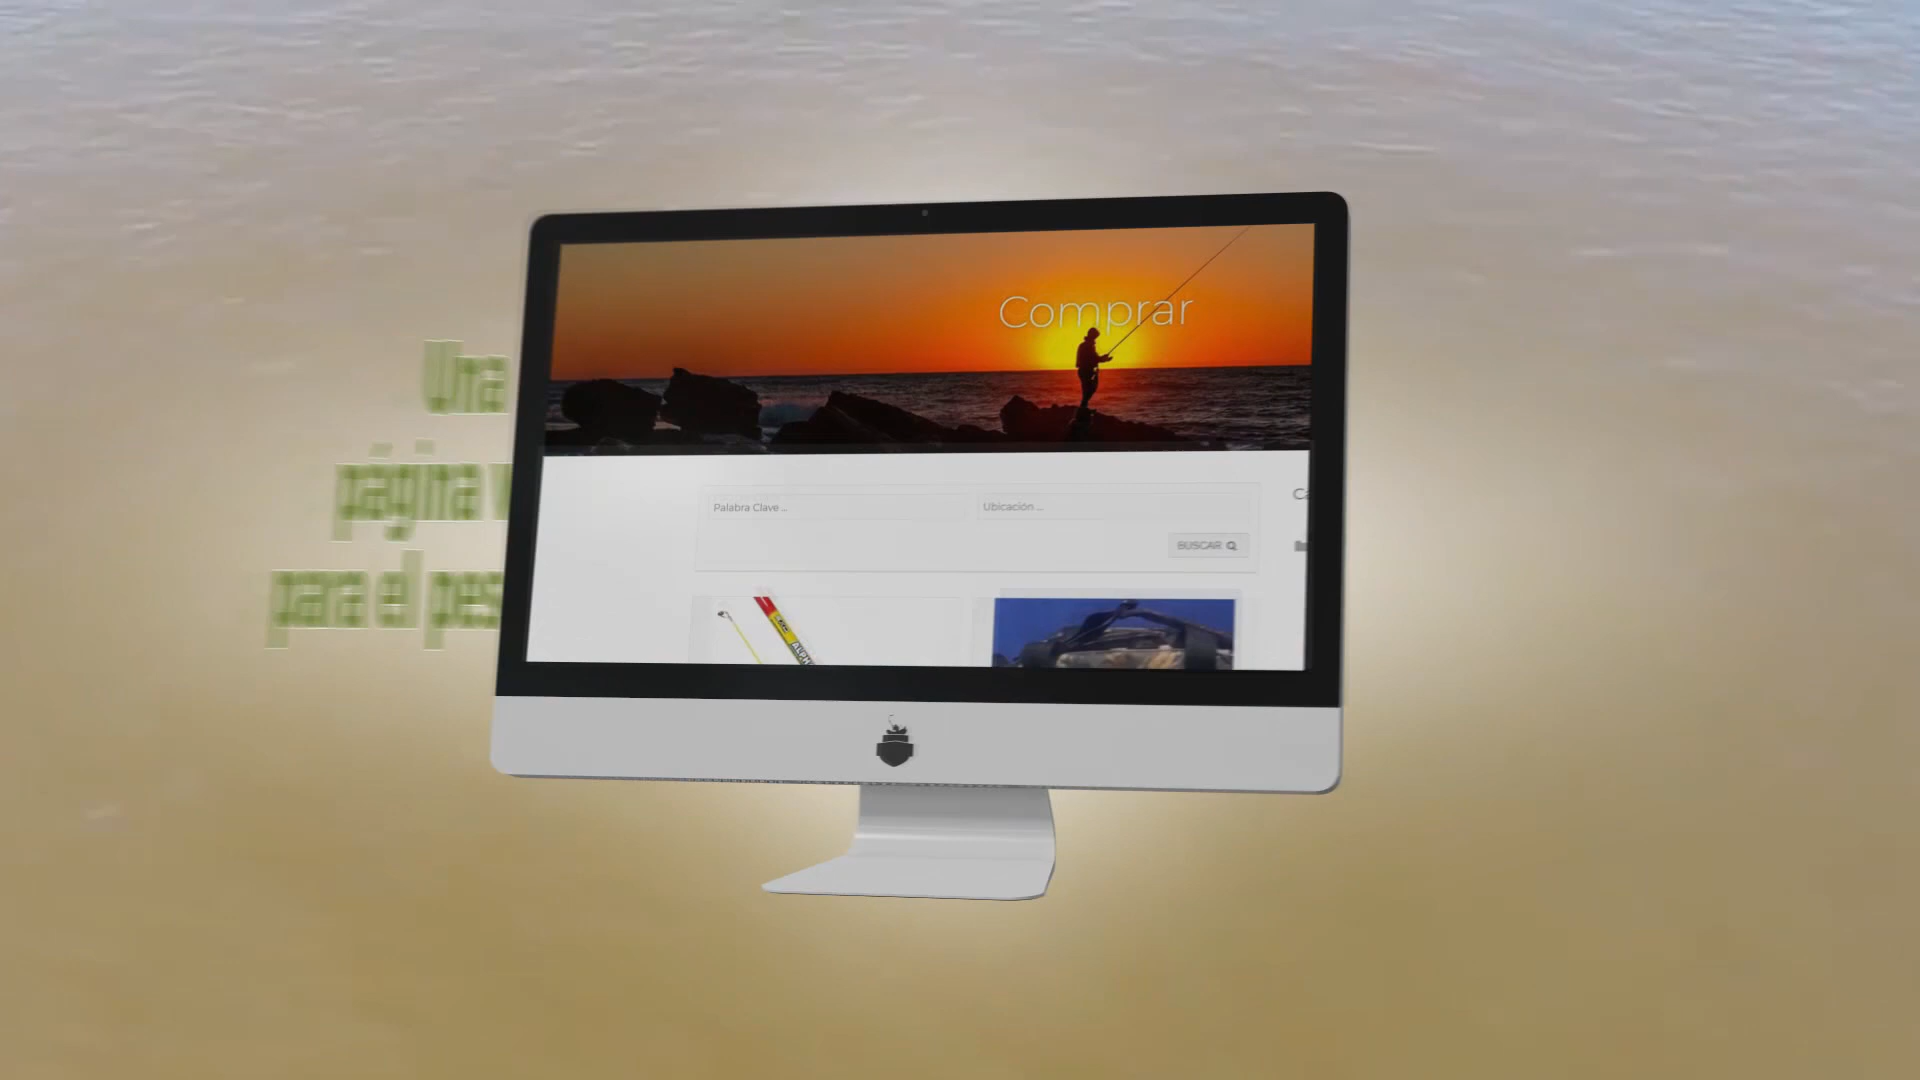 Una
página
para el
Comprar
Palabra Clave ...
Ubicación ...
BUSCAR